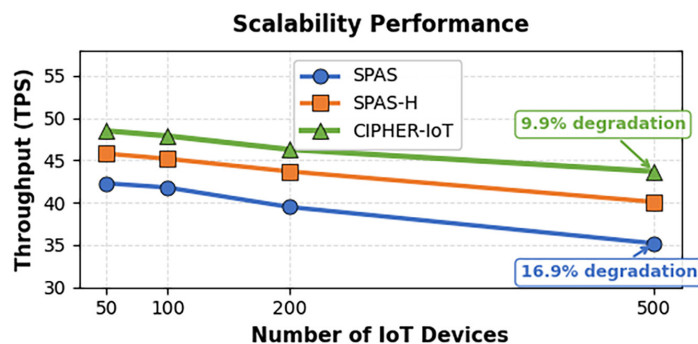 Scalability Performance
Throughput (TPS)
55
50
45
40
35
30
SPAS
SPAS-H
CIPHER-IoT
9.9% degradation
16.9% degradation
50 100 200 500
Number of IoT Devices